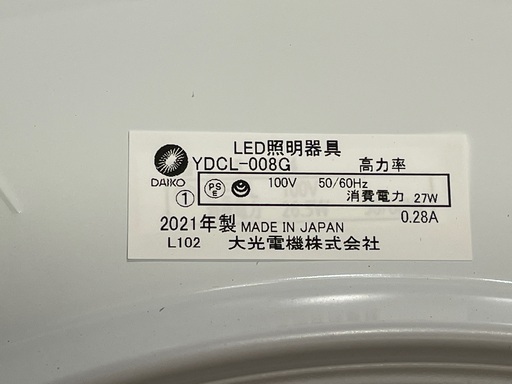 LED照明器具
YDCL-008G 高力率
DAIKO
① PSE 100V 50/60Hz
消費電力 27W
0.28A
2021年製 MADE IN JAPAN
L102 大光電機株式会社